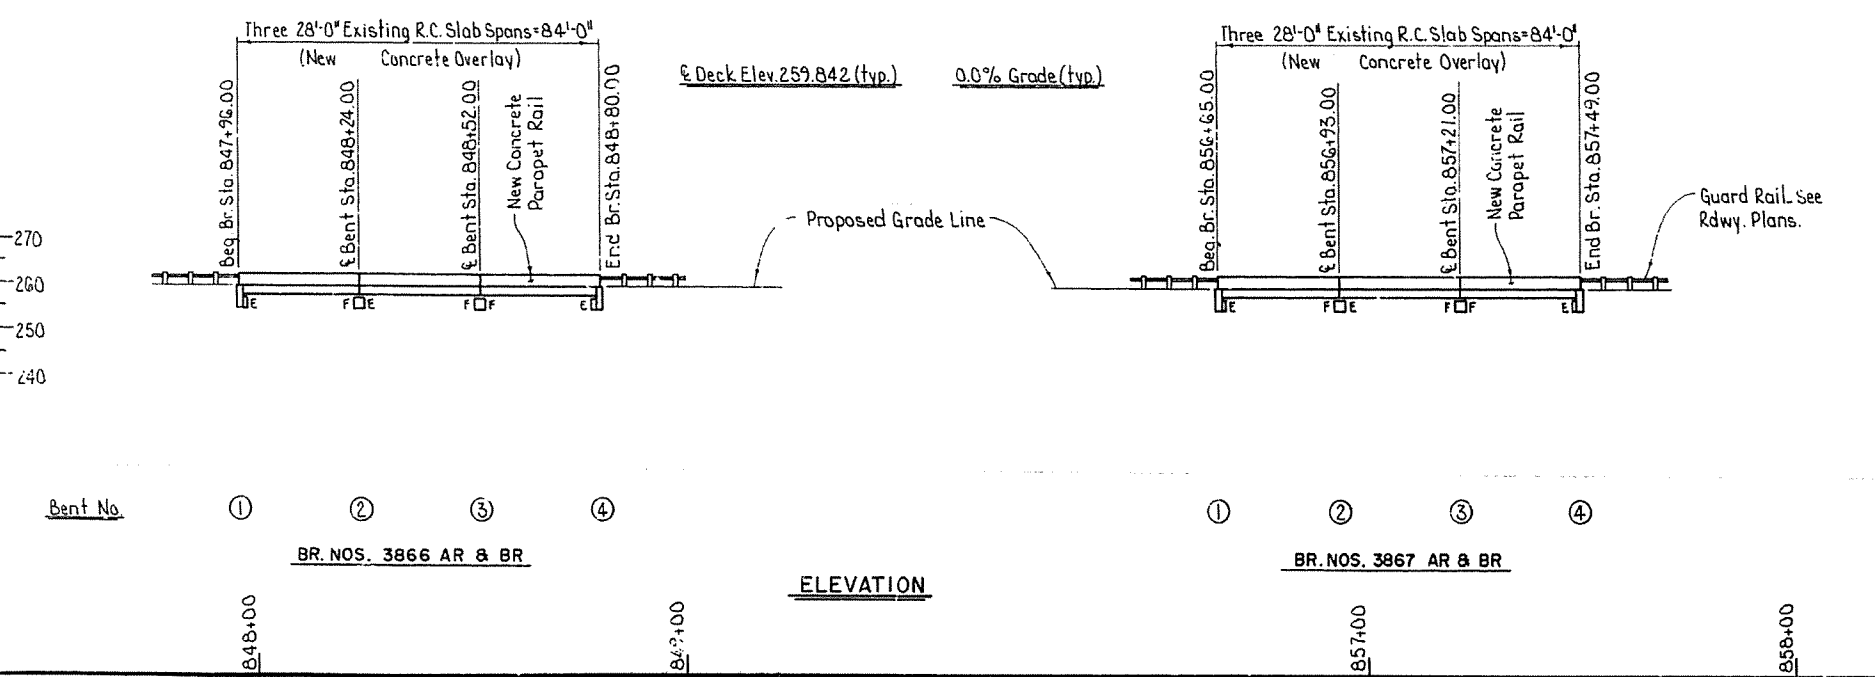 Three 28'-0" Existing R.C. Slab Spans=84'-0"
(New Concrete Overlay)
Beg. Br. Sta. 847+96.00
℄ Bent Sta. 848+24.00
℄ Bent Sta. 848+52.00
New Concrete
Parapet Rail
End Br. Sta. 848+80.00
℄ Deck Elev. 259.842 (typ.)
0.0% Grade (typ.)
Three 28'-0" Existing R.C. Slab Spans=84'-0"
(New Concrete Overlay)
Beg. Br. Sta. 856+65.00
℄ Bent Sta. 856+93.00
℄ Bent Sta. 857+21.00
New Concrete
Parapet Rail
End Br. Sta. 857+49.00
Proposed Grade Line
Guard Rail See
Rdwy. Plans.
270
260
250
240
E F E F F E
E F E F F E
Bent No. 1 2 3 4
1 2 3 4
BR. NOS. 3866 AR & BR
BR. NOS. 3867 AR & BR
ELEVATION
848+00
849+00
857+00
858+00